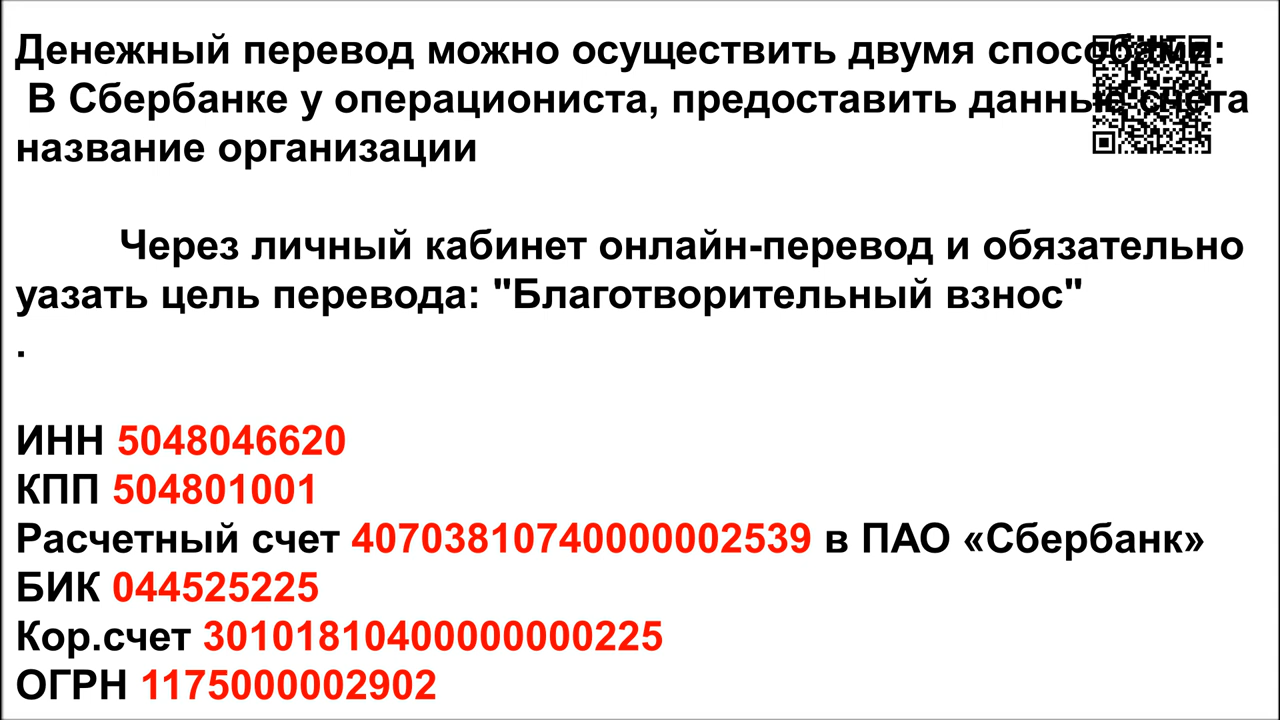 Денежный перевод можно осуществить двумя способами:
В Сбербанке у операциониста, предоставить данные счета
название организации
Через личный кабинет онлайн-перевод и обязательно
уазать цель перевода: "Благотворительный взнос"
.
ИНН 5048046620
КПП 504801001
Расчетный счет 40703810740000002539 в ПАО «Сбербанк»
БИК 044525225
Кор.счет 30101810400000000225
ОГРН 1175000002902